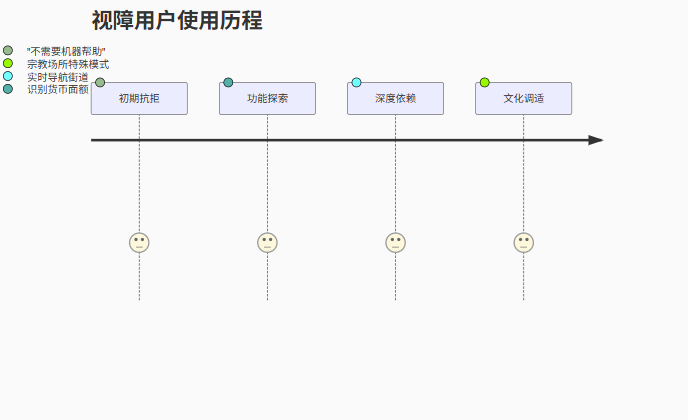 视障用户使用历程
"不需要机器帮助"
宗教场所特殊模式
实时导航街道
识别货币面额
初期抗拒
功能探索
深度依赖
文化调适